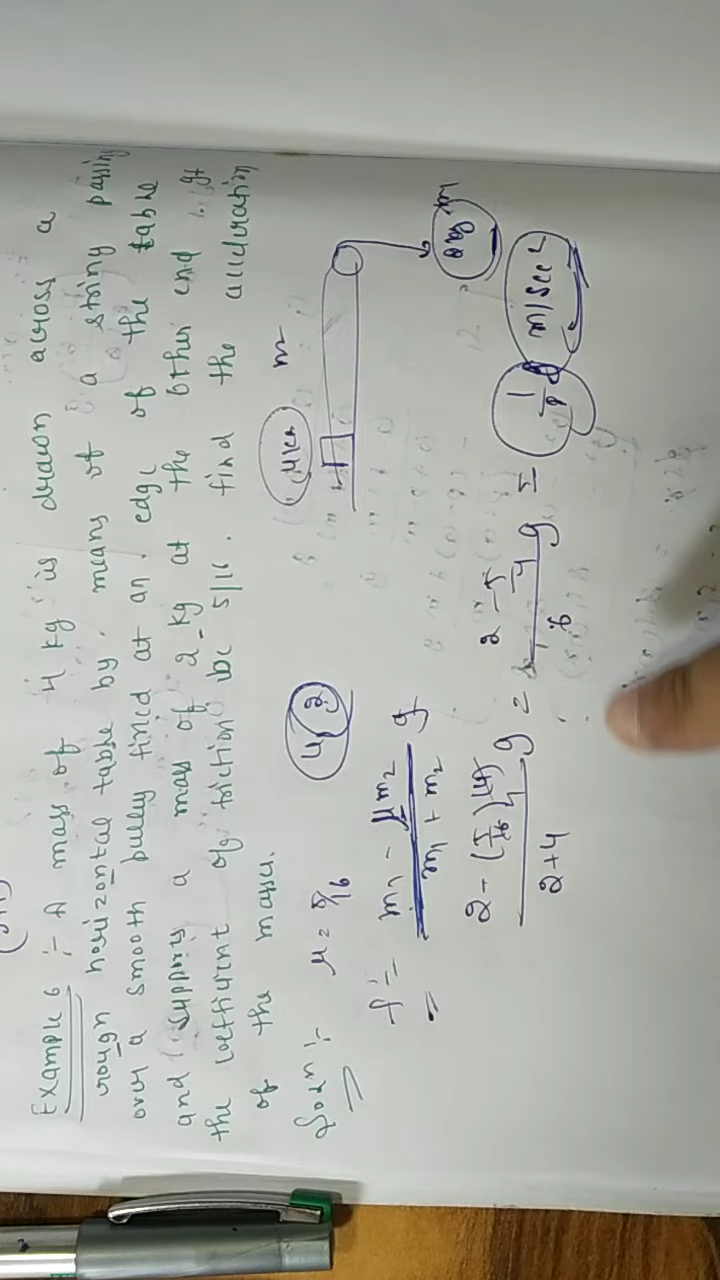 Example 6 :- A mass of 4 kg is drawn across a
rough horizontal table by means of a string passing
over a smooth pulley fixed at an edge of the table
and supports a mass of 2 kg at the other end. If
the coefficient of friction be 5/16. find the acceleration
of the masses.
Soln :- μ = 5/16
4 2
4kg m
2kg
f = m1 - μm2 / m1 + m2 g
= 2 - (5/16)(4) / 2+4 g = 2 - 5/4 / 6 g = 1/8 g m/sec2